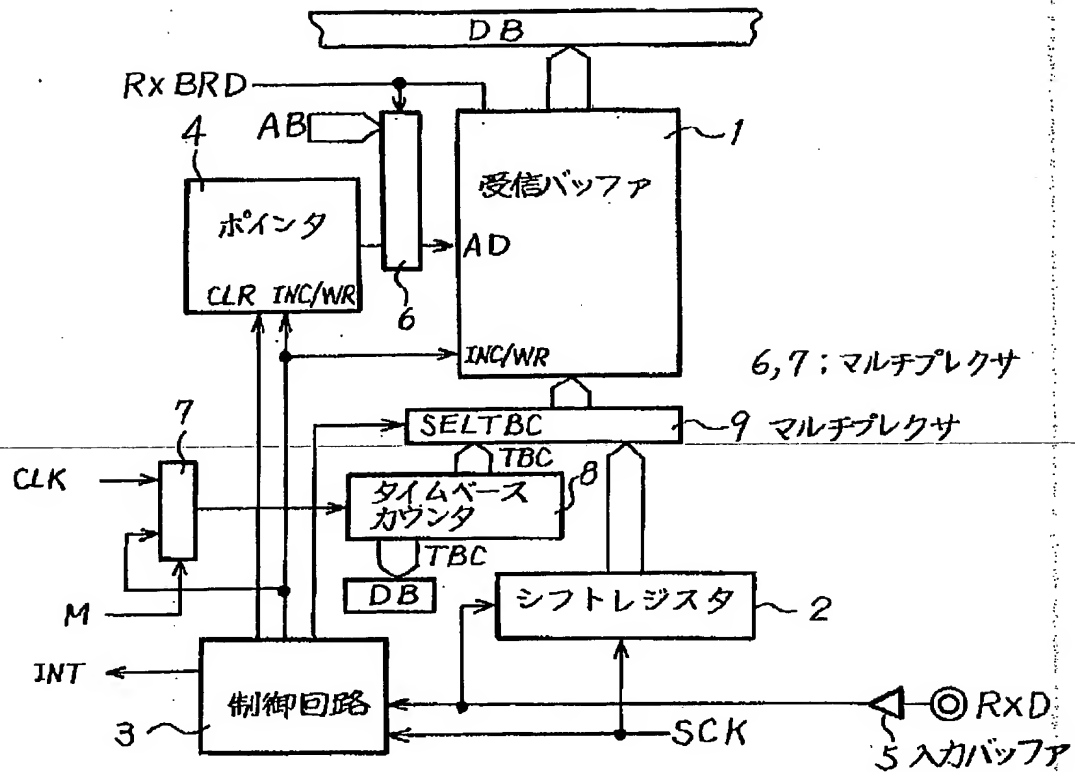 DB
RxBRD
AB
4
1
受信バッファ
ポインタ
AD
CLR INC/WR
6
INC/WR
6,7;マルチプレクサ
7
SELTBC
9 マルチプレクサ
TBC
CLK
タイムベース
カウンタ
8
TBC
DB
シフトレジスタ
2
M
INT
制御回路
3
RxD
SCK
5 入力バッファ